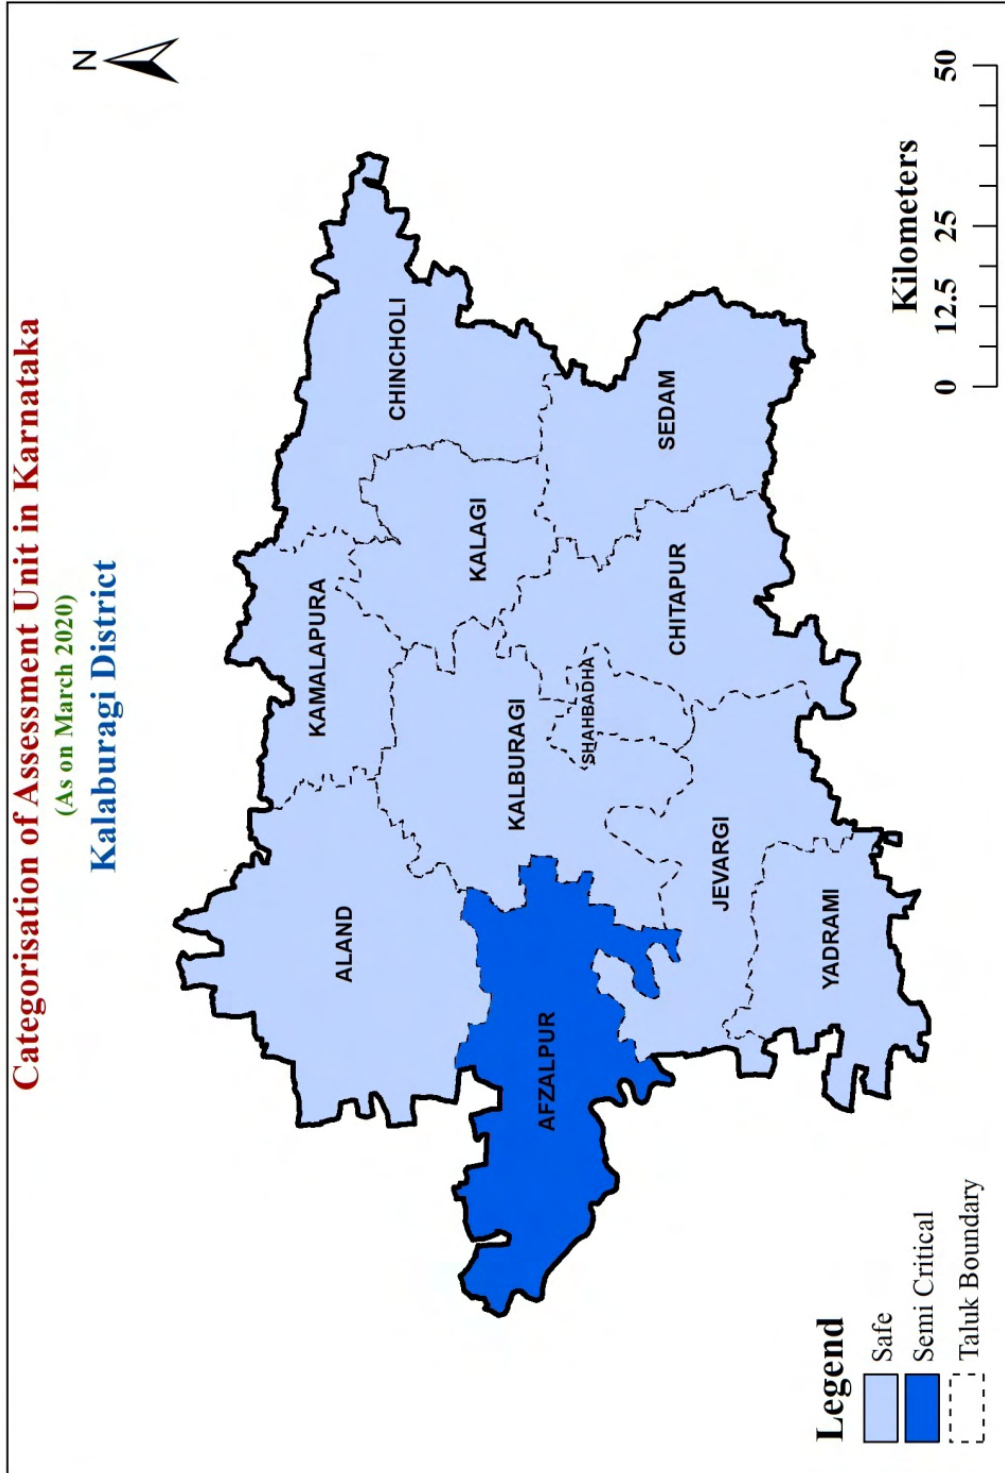 Categorisation of Assessment Unit in Karnataka
(As on March 2020)
Kalaburagi District
N
ALAND
KAMALAPURA
CHINCHOLI
KALAGI
KALBURAGI
AFZALPUR
SHAHBADHA
SEDAM
CHITAPUR
JEVARGI
YADRAMI
Legend
Safe
Semi Critical
Taluk Boundary
Kilometers
0 12.5 25 50